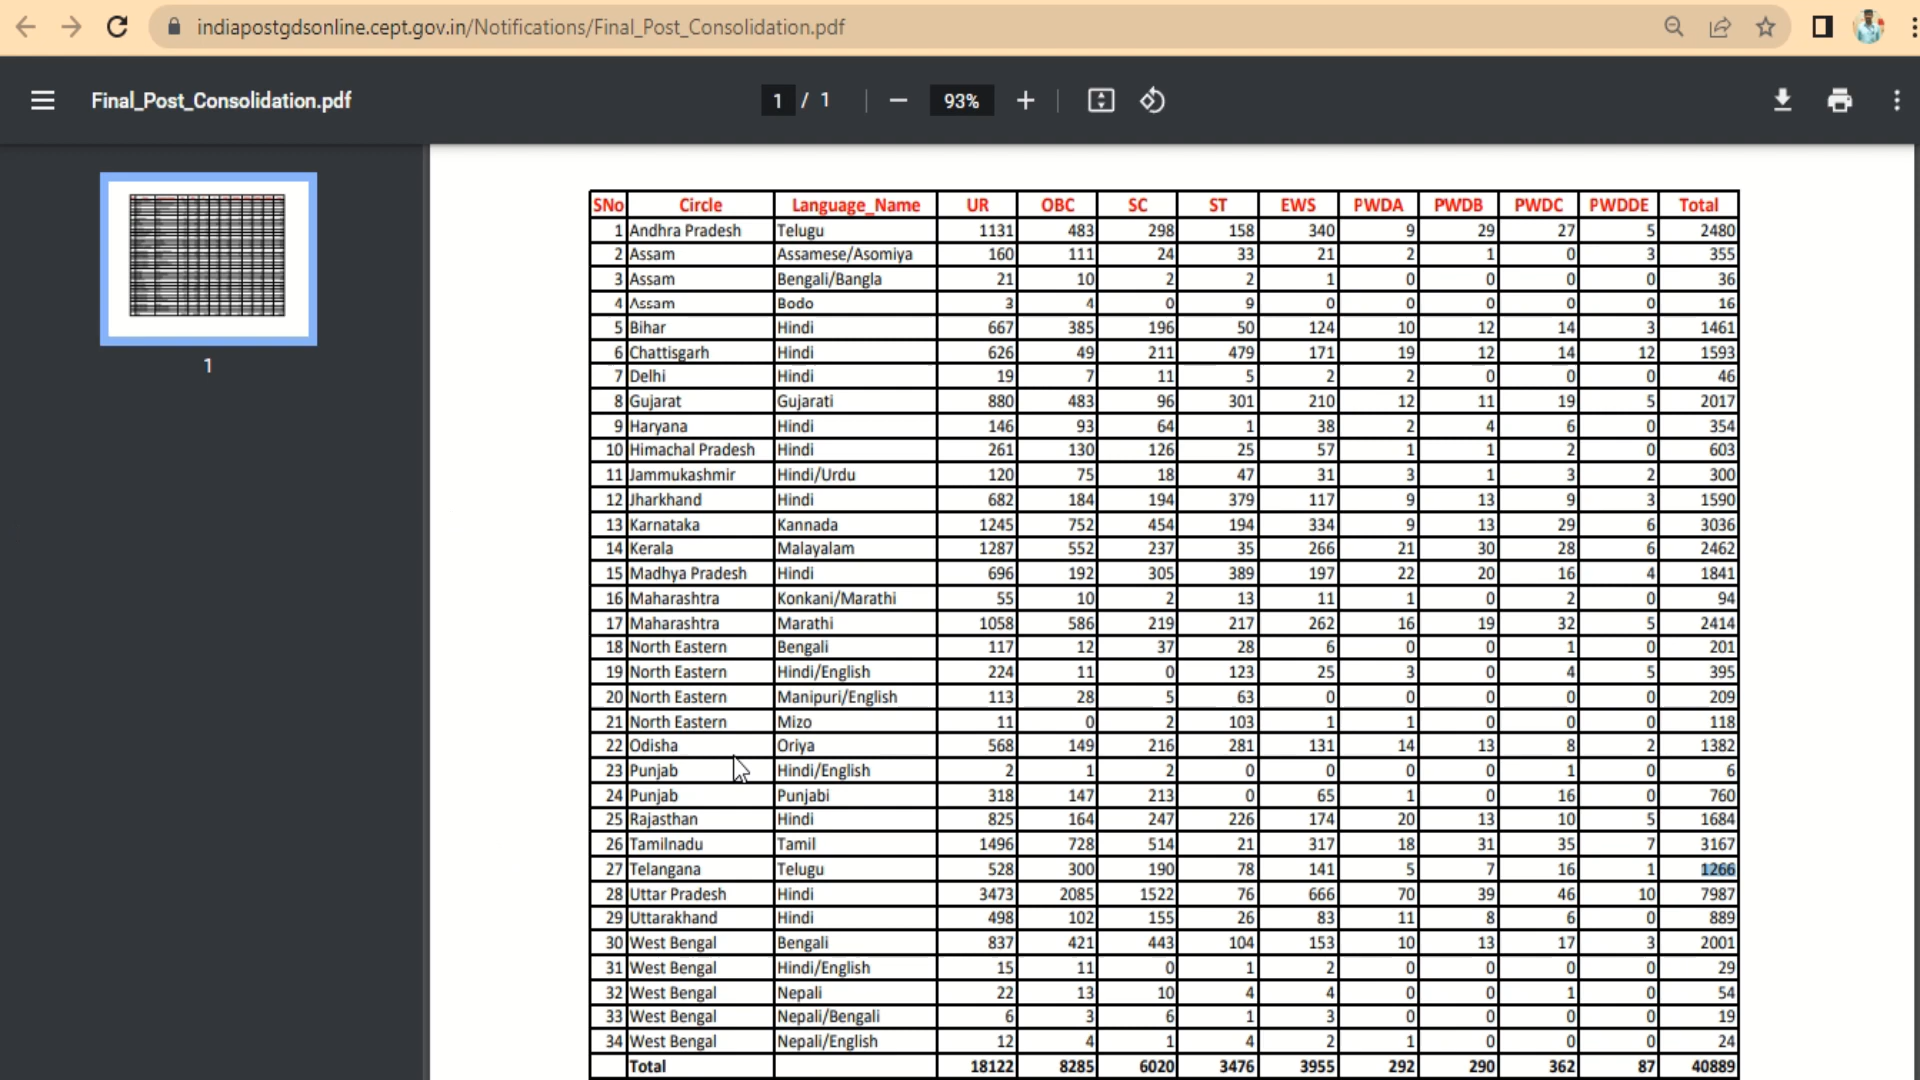 indiapostgdsonline.cept.gov.in/Notifications/Final_Post_Consolidation.pdf
Final_Post_Consolidation.pdf 1 / 1 93%
1
SNo Circle Language_Name UR OBC SC ST EWS PWDA PWDB PWDC PWDDE Total
1 Andhra Pradesh Telugu 1131 483 298 158 340 9 29 27 5 2480
2 Assam Assamese/Asomiya 160 111 24 33 21 2 1 0 3 355
3 Assam Bengali/Bangla 21 10 2 2 1 0 0 0 0 36
4 Assam Bodo 3 4 0 9 0 0 0 0 0 16
5 Bihar Hindi 667 385 196 50 124 10 12 14 3 1461
6 Chattisgarh Hindi 626 49 211 479 171 19 12 14 12 1593
7 Delhi Hindi 19 7 11 5 2 2 0 0 0 46
8 Gujarat Gujarati 880 483 96 301 210 12 11 19 5 2017
9 Haryana Hindi 146 93 64 1 38 2 4 6 0 354
10 Himachal Pradesh Hindi 261 130 126 25 57 1 1 2 0 603
11 Jammukashmir Hindi/Urdu 120 75 18 47 31 3 1 3 2 300
12 Jharkhand Hindi 682 184 194 379 117 9 13 9 3 1590
13 Karnataka Kannada 1245 752 454 194 334 9 13 29 6 3036
14 Kerala Malayalam 1287 552 237 35 266 21 30 28 6 2462
15 Madhya Pradesh Hindi 696 192 305 389 197 22 20 16 4 1841
16 Maharashtra Konkani/Marathi 55 10 2 13 11 1 0 2 0 94
17 Maharashtra Marathi 1058 586 219 217 262 16 19 32 5 2414
18 North Eastern Bengali 117 12 37 28 6 0 0 1 0 201
19 North Eastern Hindi/English 224 11 0 123 25 3 0 4 5 395
20 North Eastern Manipuri/English 113 28 5 63 0 0 0 0 0 209
21 North Eastern Mizo 11 0 2 103 1 1 0 0 0 118
22 Odisha Oriya 568 149 216 281 131 14 13 8 2 1382
23 Punjab Hindi/English 2 1 2 0 0 0 0 1 0 6
24 Punjab Punjabi 318 147 213 0 65 1 0 16 0 760
25 Rajasthan Hindi 825 164 247 226 174 20 13 10 5 1684
26 Tamilnadu Tamil 1496 728 514 21 317 18 31 35 7 3167
27 Telangana Telugu 528 300 190 78 141 5 7 16 1 1266
28 Uttar Pradesh Hindi 3473 2085 1522 76 666 70 39 46 10 7987
29 Uttarakhand Hindi 498 102 155 26 83 11 8 6 0 889
30 West Bengal Bengali 837 421 443 104 153 10 13 17 3 2001
31 West Bengal Hindi/English 15 11 0 1 2 0 0 0 0 29
32 West Bengal Nepali 22 13 10 4 4 0 0 1 0 54
33 West Bengal Nepali/Bengali 6 3 6 1 3 0 0 0 0 19
34 West Bengal Nepali/English 12 4 1 4 2 1 0 0 0 24
Total 18122 8285 6020 3476 3955 292 290 362 87 40889